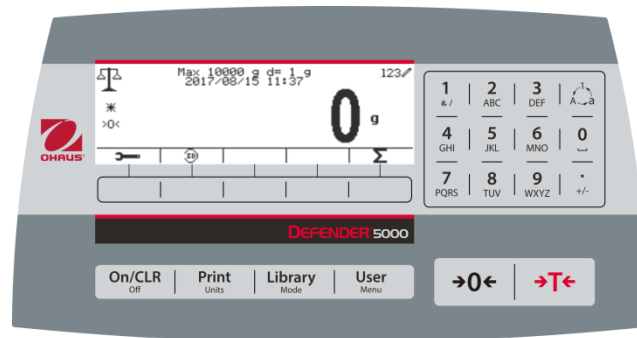 Max 10000 g d= 1 g
2017/08/15 11:37
123
*
>0<
0 g
ID
Σ
OHAUS
DEFENDER 5000
On/CLR Off
Print Units
Library Mode
User Menu
1 & /
2 ABC
3 DEF
1 A a
4 GHI
5 JKL
6 MNO
0
7 PQRS
8 TUV
9 WXYZ
. +/-
→0←
→T←